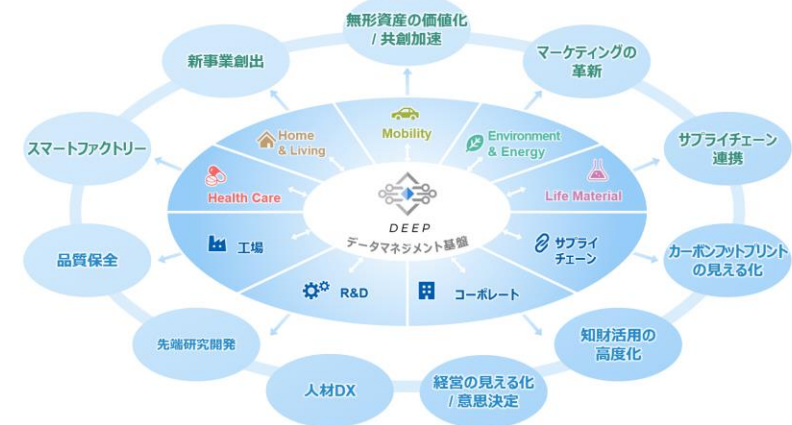 無形資産の価値化
/ 共創加速
新事業創出
マーケティングの
革新
スマートファクトリー
サプライチェーン
連携
Home
& Living
Mobility
Environment
& Energy
Health Care
Life Material
DEEP
データマネジメント基盤
工場
サプライ
チェーン
R&D
コーポレート
品質保全
カーボンフットプリント
の見える化
先端研究開発
知財活用の
高度化
人材DX
経営の見える化
/ 意思決定